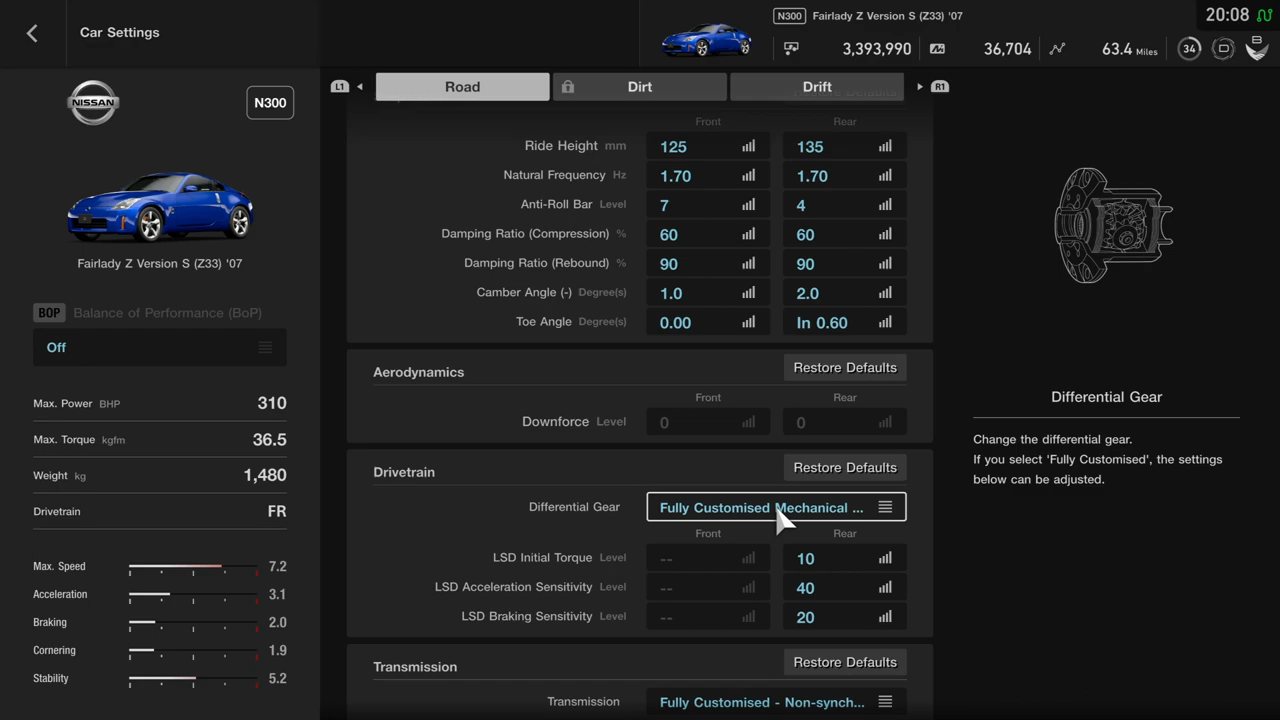 Car Settings
N300 Fairlady Z Version S (Z33) '07
20:08
3,393,990 36,704 63.4 Miles 34 B
L1 Road Dirt Drift R1
NISSAN
N300
Fairlady Z Version S (Z33) '07
BOP Balance of Performance (BoP)
Off
Max. Power BHP 310
Max. Torque kgfm 36.5
Weight kg 1,480
Drivetrain FR
Max. Speed 7.2
Acceleration 3.1
Braking 2.0
Cornering 1.9
Stability 5.2
Front Rear
Ride Height mm 125 135
Natural Frequency Hz 1.70 1.70
Anti-Roll Bar Level 7 4
Damping Ratio (Compression) % 60 60
Damping Ratio (Rebound) % 90 90
Camber Angle (-) Degree(s) 1.0 2.0
Toe Angle Degree(s) 0.00 In 0.60
Aerodynamics Restore Defaults
Front Rear
Downforce Level 0 0
Drivetrain Restore Defaults
Differential Gear Fully Customised Mechanical ...
Front Rear
LSD Initial Torque Level -- 10
LSD Acceleration Sensitivity Level -- 40
LSD Braking Sensitivity Level -- 20
Transmission Restore Defaults
Transmission Fully Customised - Non-synch...
Differential Gear
Change the differential gear.
If you select 'Fully Customised', the settings
below can be adjusted.